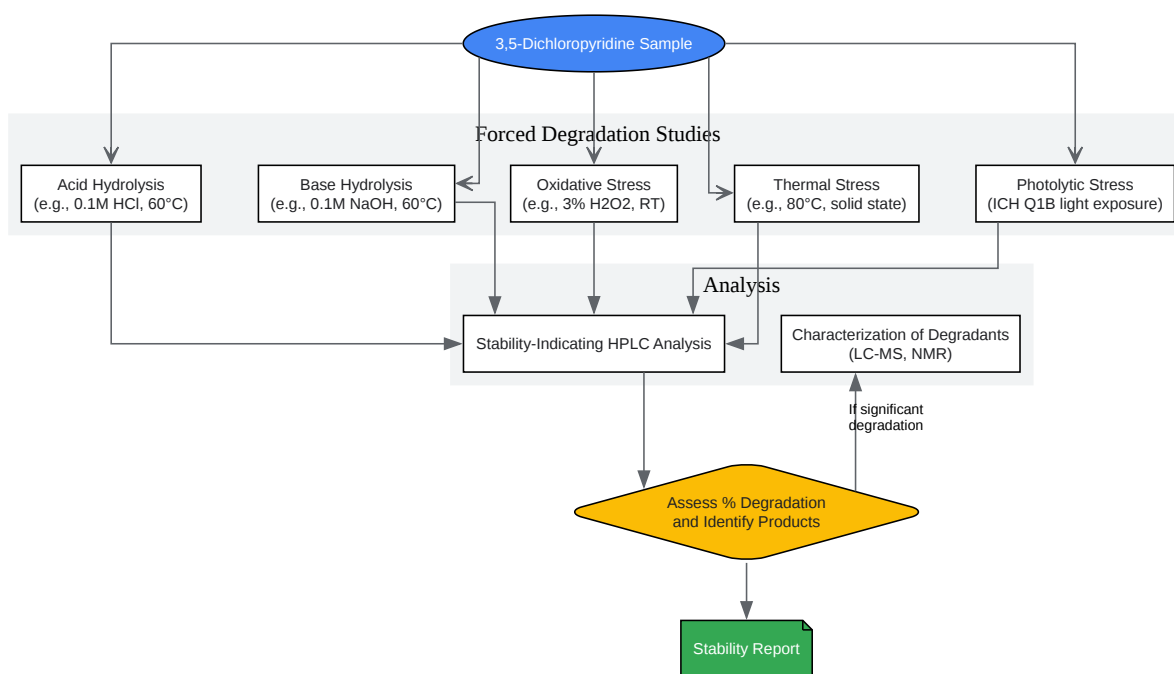 3,5-Dichloropyridine Sample
Forced Degradation Studies
Acid Hydrolysis
(e.g., 0.1M HCl, 60°C)
Base Hydrolysis
(e.g., 0.1M NaOH, 60°C)
Oxidative Stress
(e.g., 3% H2O2, RT)
Thermal Stress
(e.g., 80°C, solid state)
Photolytic Stress
(ICH Q1B light exposure)
Analysis
Stability-Indicating HPLC Analysis
Characterization of Degradants
(LC-MS, NMR)
If significant
degradation
Assess % Degradation
and Identify Products
Stability Report